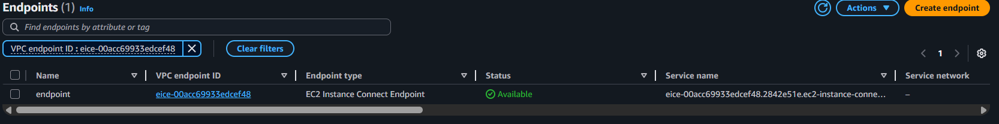 Endpoints (1) Info
Actions
Create endpoint
Find endpoints by attribute or tag
VPC endpoint ID : eice-00acc69933edcef48
Clear filters
1
Name VPC endpoint ID Endpoint type Status Service name Service network
endpoint eice-00acc69933edcef48 EC2 Instance Connect Endpoint Available eice-00acc69933edcef48.2842e51e.ec2-instance-conne... –